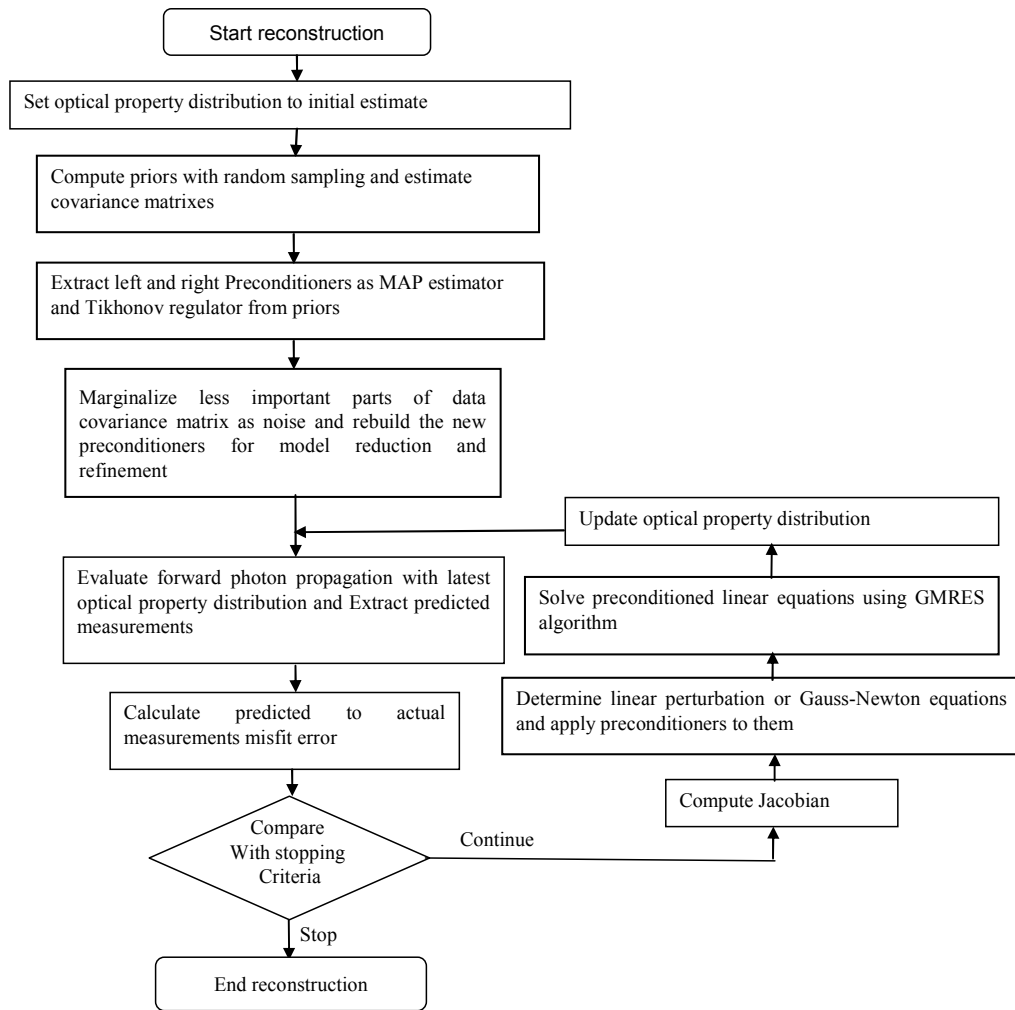 Start reconstruction
Set optical property distribution to initial estimate
Compute priors with random sampling and estimate
covariance matrixes
Extract left and right Preconditioners as MAP estimator
and Tikhonov regulator from priors
Marginalize less important parts of data
covariance matrix as noise and rebuild the new
preconditioners for model reduction and
refinement
Update optical property distribution
Evaluate forward photon propagation with latest
optical property distribution and Extract predicted
measurements
Solve preconditioned linear equations using GMRES
algorithm
Determine linear perturbation or Gauss-Newton equations
and apply preconditioners to them
Calculate predicted to actual
measurements misfit error
Compute Jacobian
Compare
With stopping
Criteria
Continue
Stop
End reconstruction